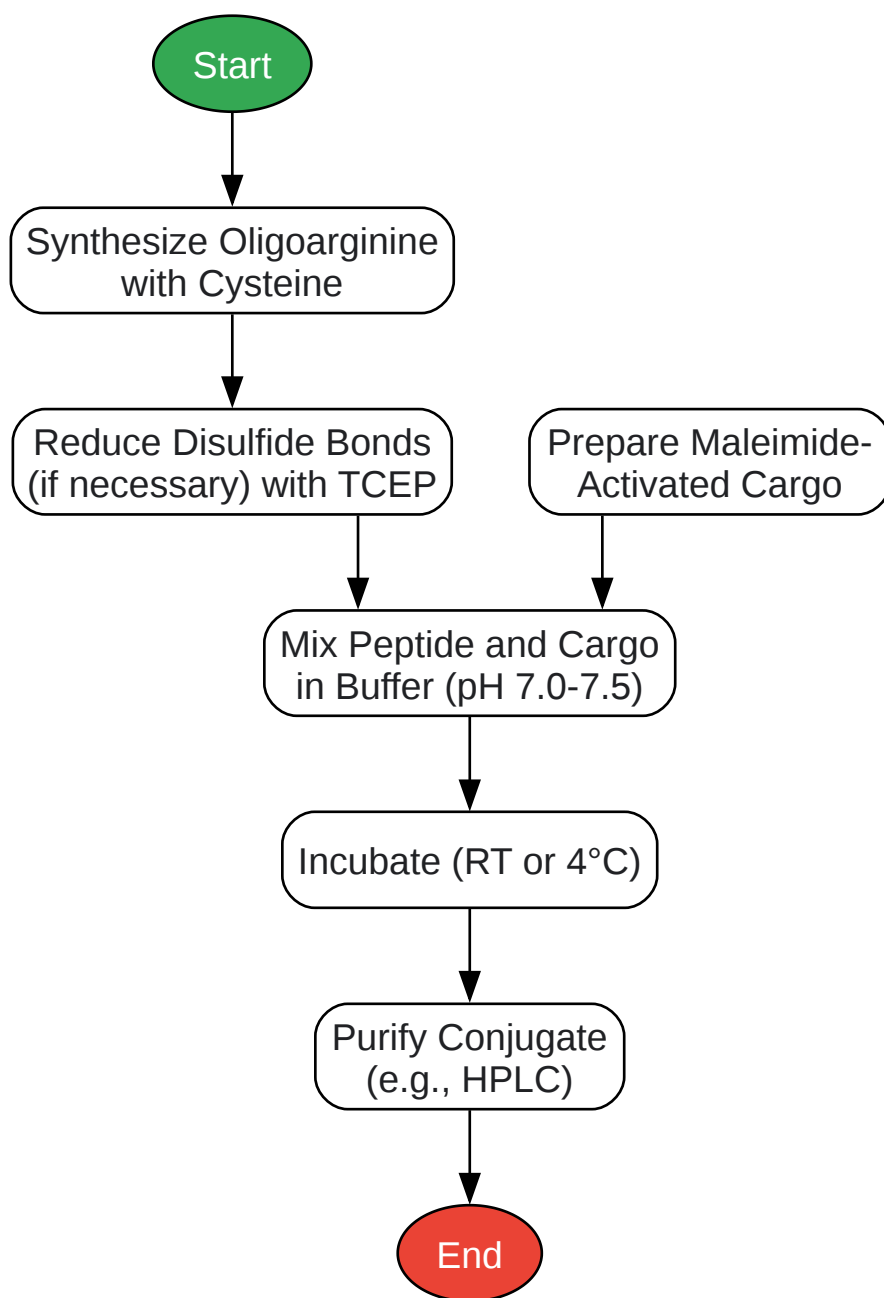 Start
Synthesize Oligoarginine
with Cysteine
Reduce Disulfide Bonds
(if necessary) with TCEP
Prepare Maleimide-
Activated Cargo
Mix Peptide and Cargo
in Buffer (pH 7.0-7.5)
Incubate (RT or 4°C)
Purify Conjugate
(e.g., HPLC)
End